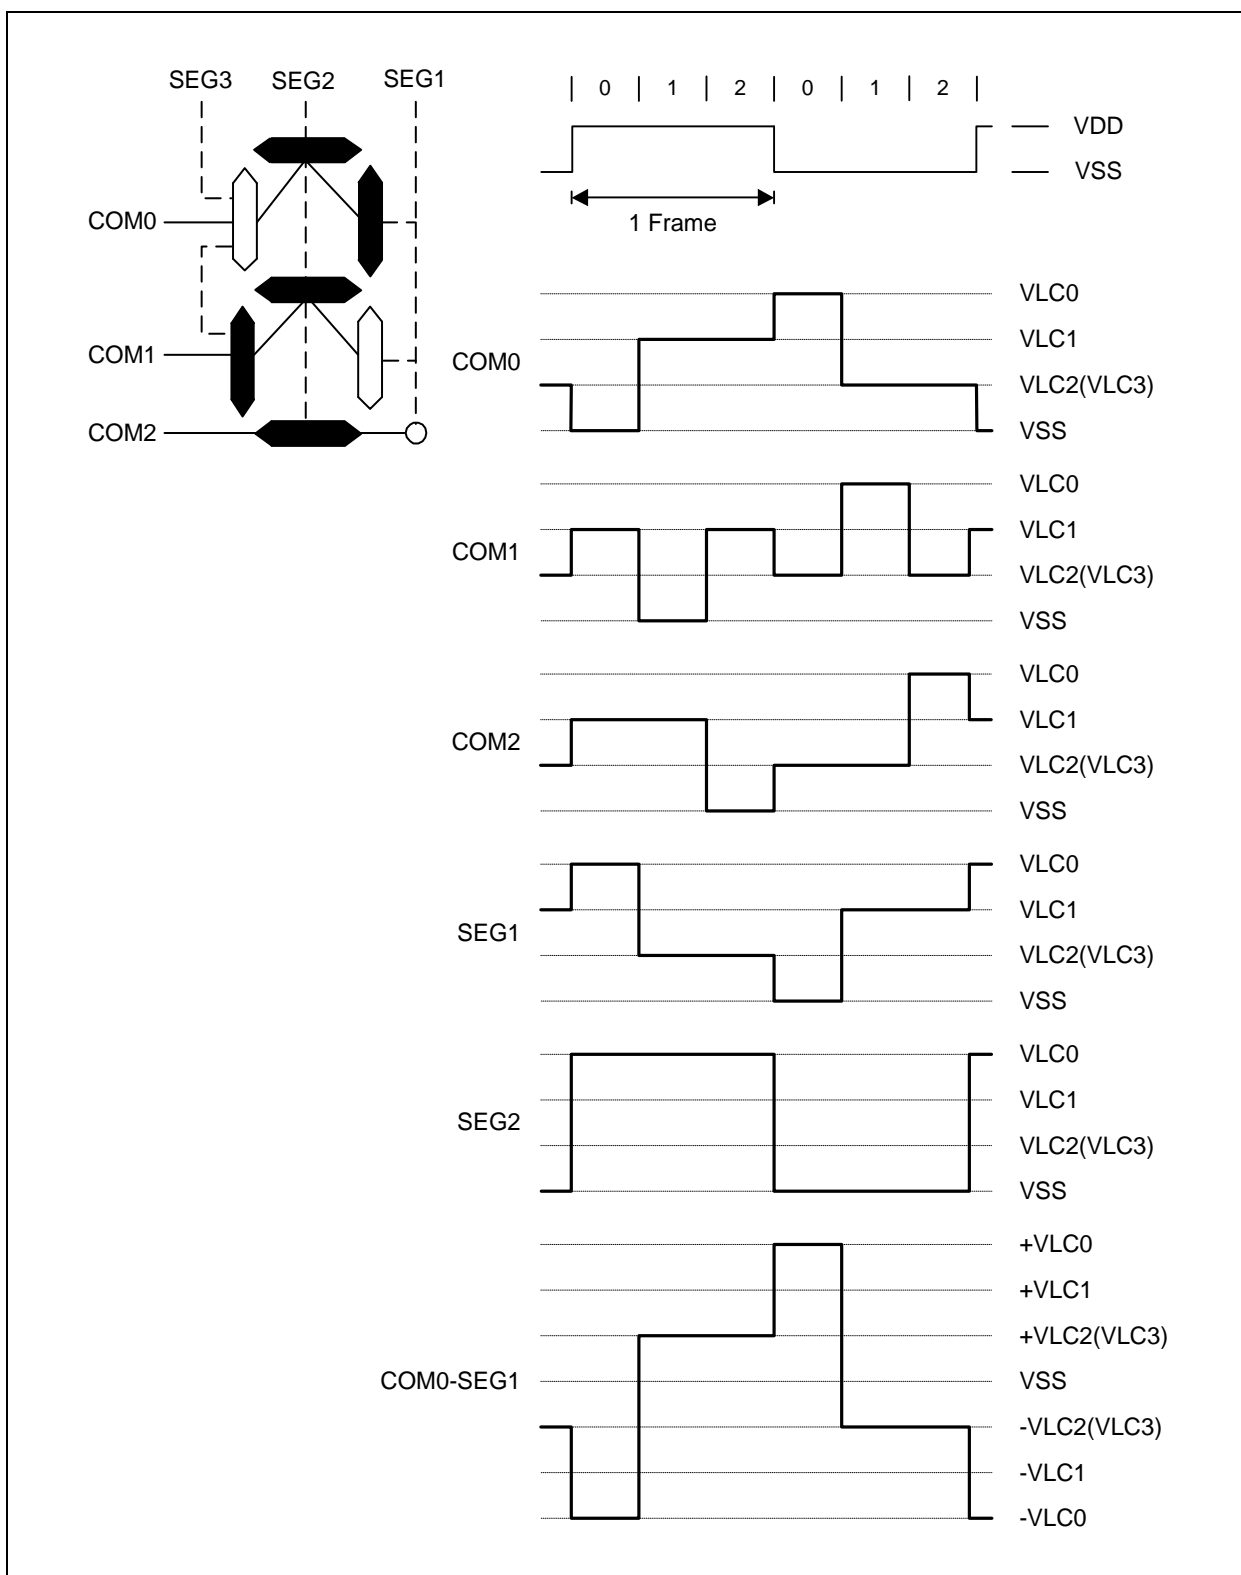 SEG3 SEG2 SEG1
0 1 2 0 1 2
VDD
VSS
1 Frame
COM0
COM1
COM2
COM0
VLC0
VLC1
VLC2(VLC3)
VSS
COM1
VLC0
VLC1
VLC2(VLC3)
VSS
COM2
VLC0
VLC1
VLC2(VLC3)
VSS
SEG1
VLC0
VLC1
VLC2(VLC3)
VSS
SEG2
VLC0
VLC1
VLC2(VLC3)
VSS
COM0-SEG1
+VLC0
+VLC1
+VLC2(VLC3)
VSS
-VLC2(VLC3)
-VLC1
-VLC0